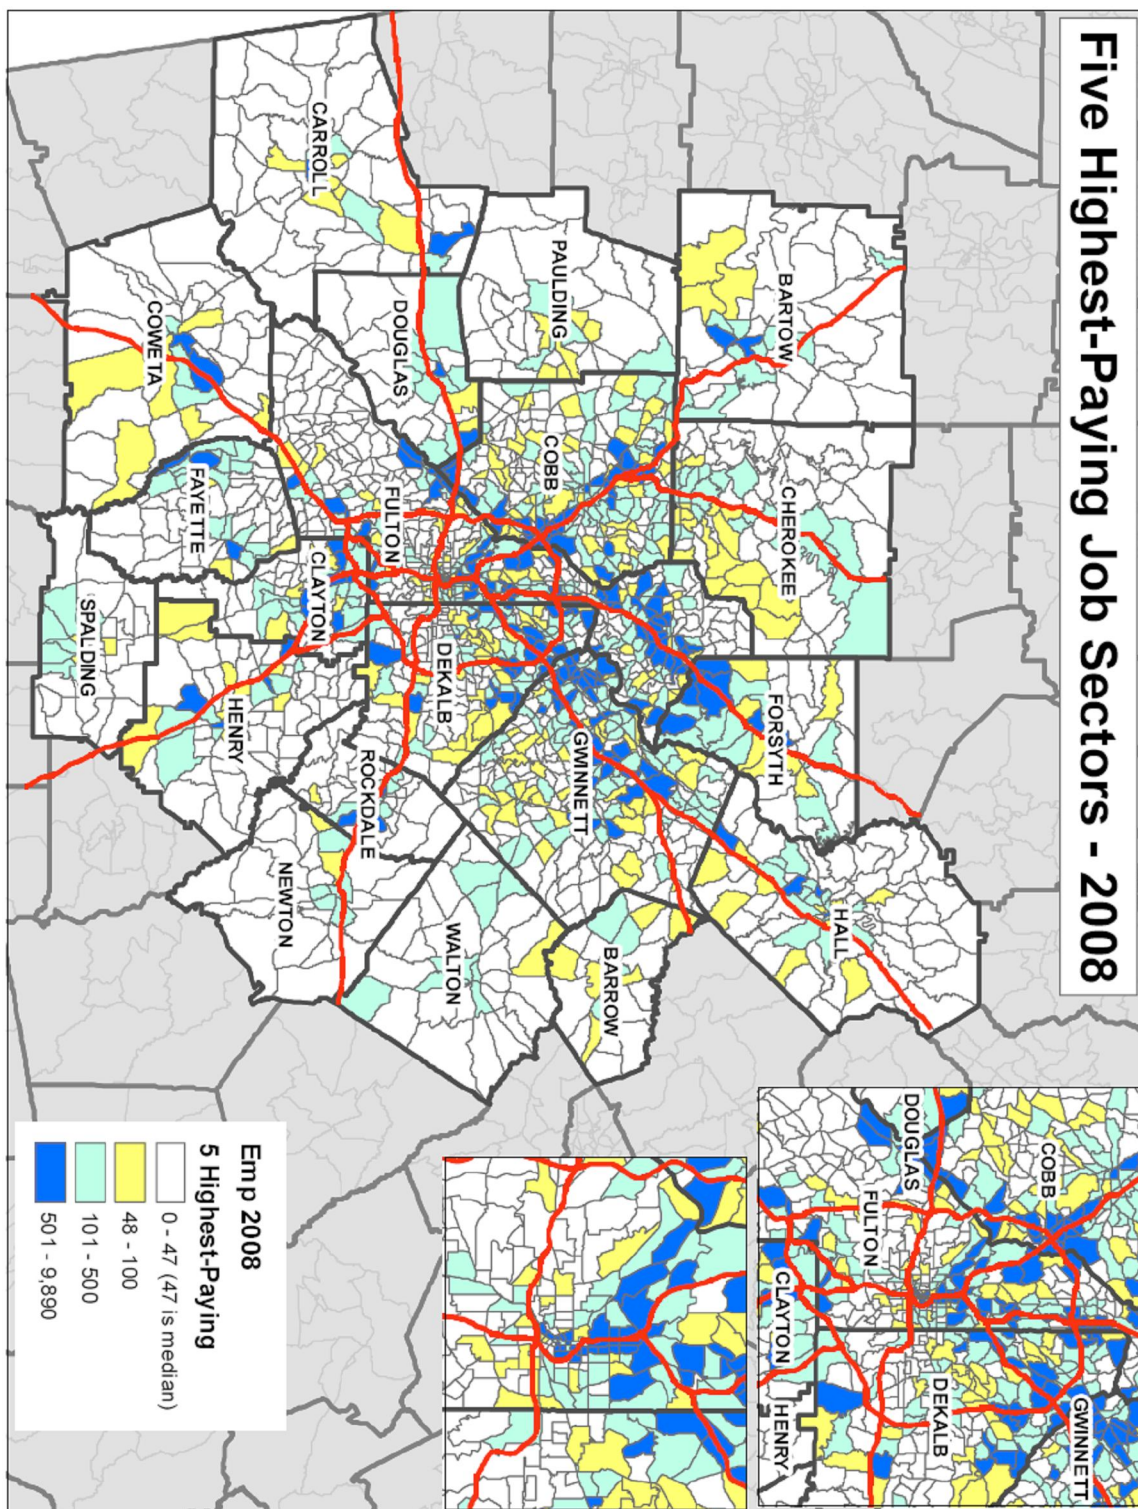 Five Highest-Paying Job Sectors - 2008
BARTOW
CHEROKEE
FORSYTH
HALL
PAULDING
COBB
GWINNETT
BARROW
CARROLL
DOUGLAS
FULTON
DEKALB
WALTON
ROCKDALE
CLAYTON
NEWTON
COWETA
FAYETTE
HENRY
SPALDING
COBB
GWINNETT
DOUGLAS
FULTON
DEKALB
CLAYTON
HENRY
Emp 2008
5 Highest-Paying
0 - 47 (47 is median)
48 - 100
101 - 500
501 - 9,890